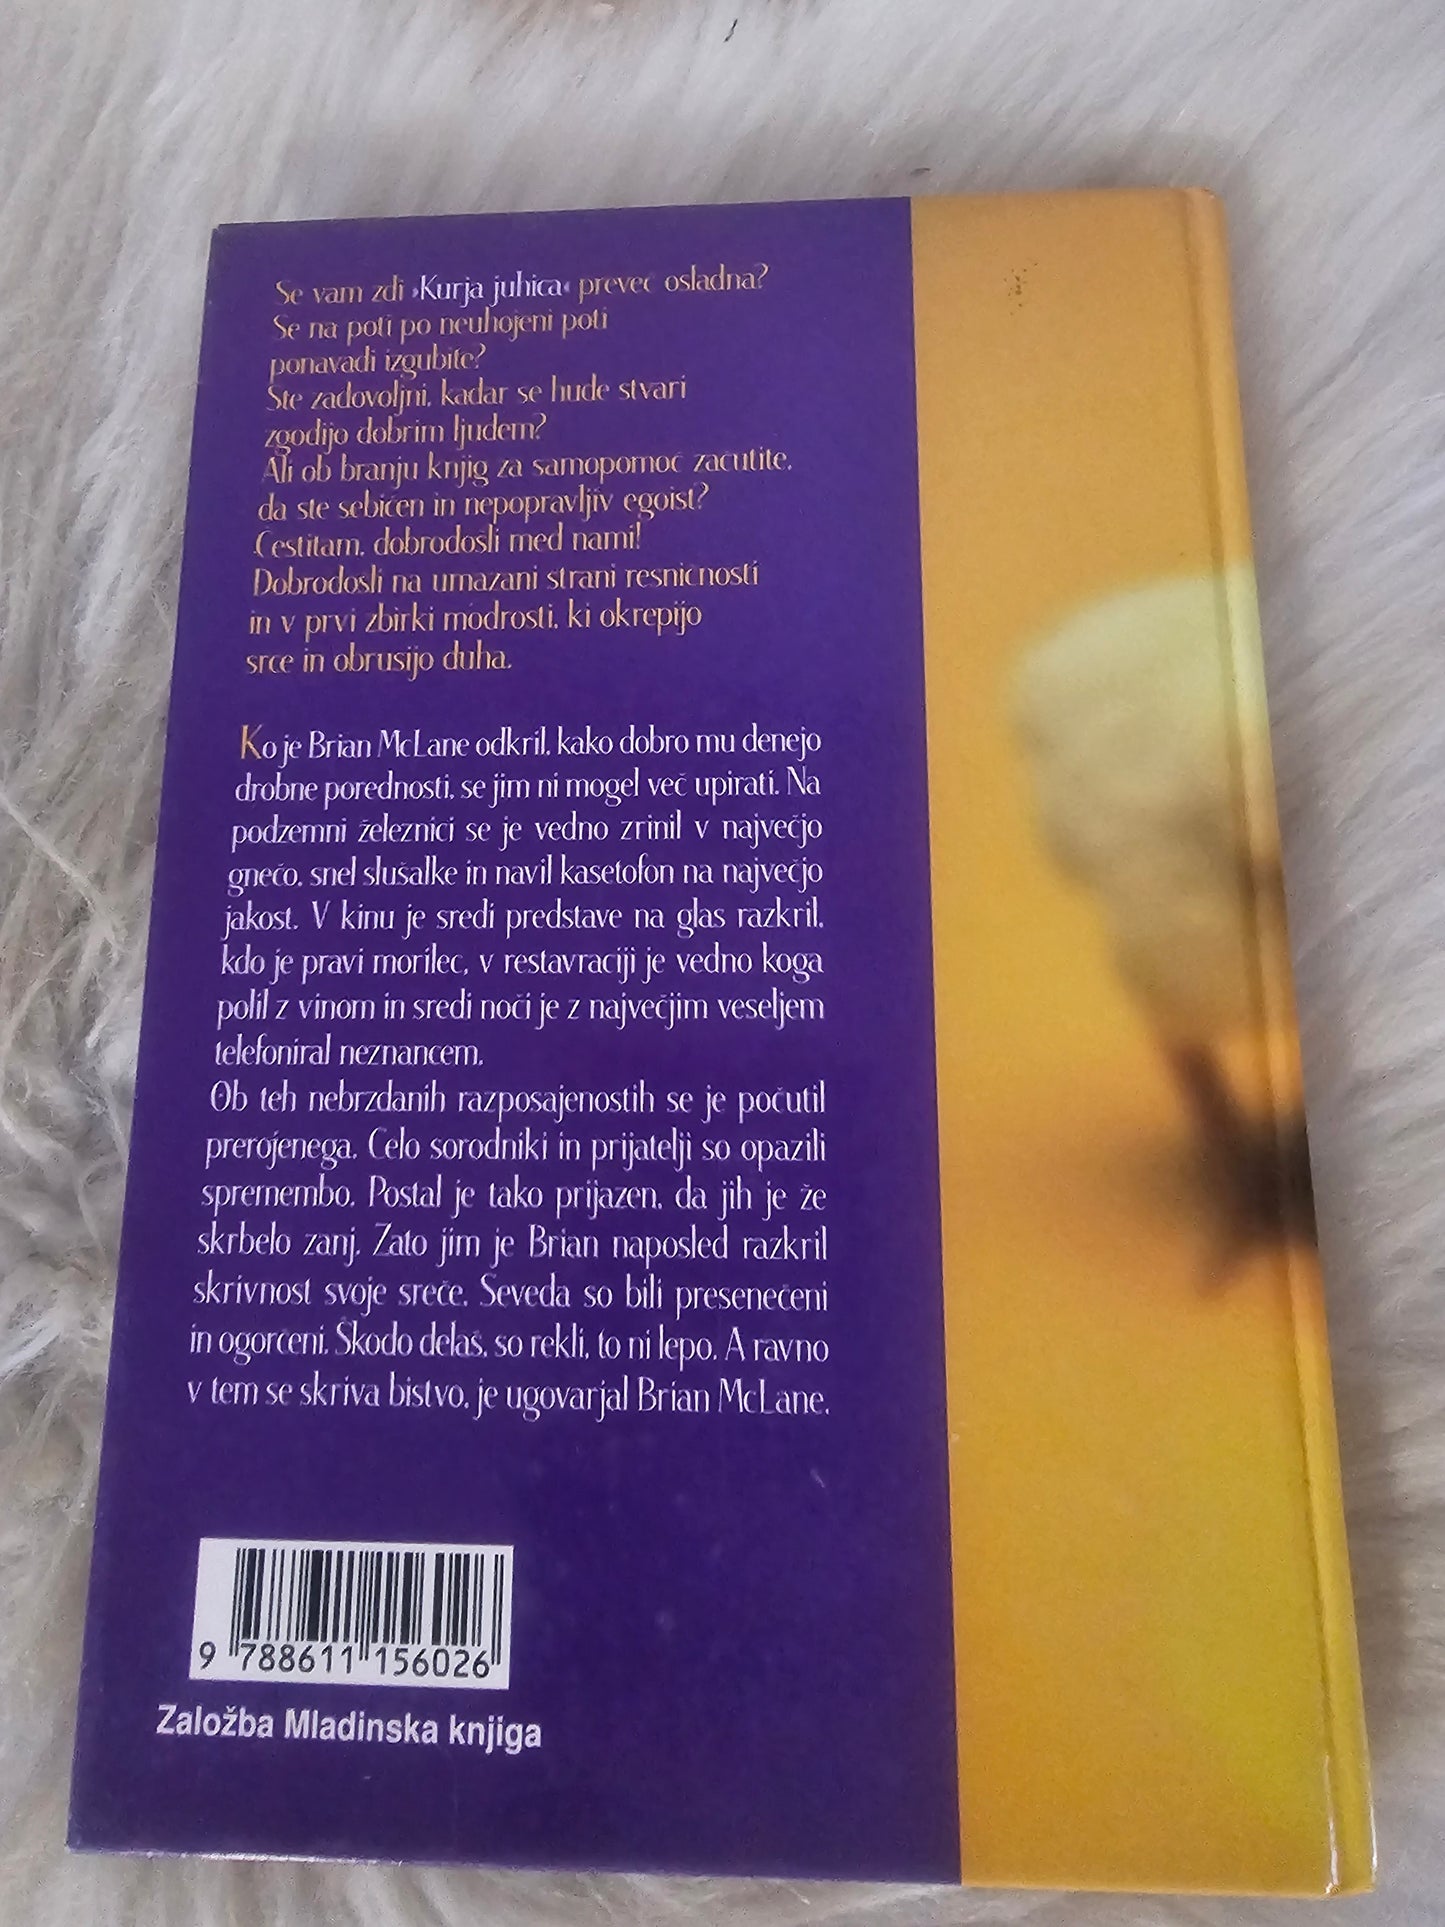 Se vam zdi ›Kurja juhica‹ preveč osladna?
Se na poti po neuhojeni poti
ponavadi izgubite?
Ste zadovoljni, kadar se hude stvari
zgodijo dobrim ljudem?
Ali ob branju knjig za samopomoč začutite,
da ste sebičen in nepopravljiv egoist?
Čestitam, dobrodošli med nami!
Dobrodošli na umazani strani resničnosti
in v prvi zbirki modrosti, ki okrepijo
srce in obrusijo duha.
Ko je Brian McLane odkril, kako dobro mu denejo
drobne porednosti, se jim ni mogel več upirati. Na
podzemni železnici se je vedno zrinil v največjo
gnečo, snel slušalke in navil kasetofon na največjo
jakost. V kinu je sredi predstave na glas razkril,
kdo je pravi morilec, v restavraciji je vedno koga
polil z vinom in sredi noči je z največjim veseljem
telefoniral neznancem.
Ob teh nebrzdanih razposajenostih se je počutil
prerojenega. Celo sorodniki in prijatelji so opazili
spremembo. Postal je tako prijazen, da jih je že
skrbelo zanj. Zato jim je Brian naposled razkril
skrivnost svoje sreče. Seveda so bili presenečeni
in ogorčeni. Škodo delaš, so rekli, to ni lepo. A ravno
v tem se skriva bistvo, je ugovarjal Brian McLane.
9 788611 156026
Založba Mladinska knjiga